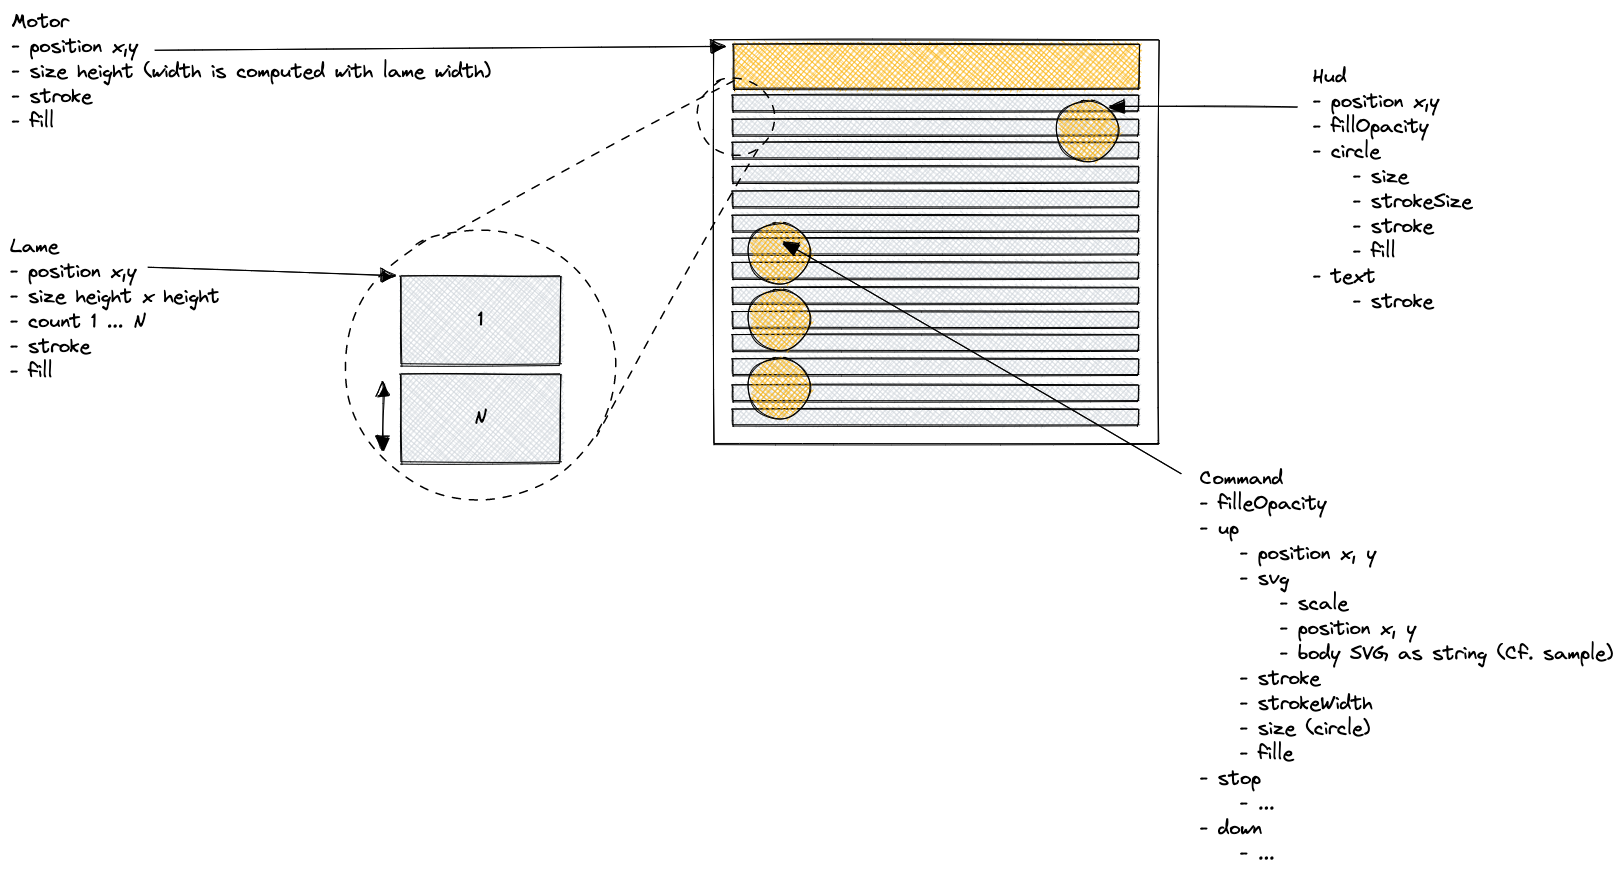 Motor
- position x,y
- size height (width is computed with lame width)
- stroke
- fill
Hud
- position x,y
- fillOpacity
- circle
- size
- strokeSize
- stroke
- fill
- text
- stroke
Lame
- position x,y
- size height x height
- count 1 ... N
- stroke
- fill
1
N
Command
- filleOpacity
- up
- position x, y
- svg
- scale
- position x, y
- body SVG as string (Cf. sample)
- stroke
- strokeWidth
- size (circle)
- fille
- stop
- ...
- down
- ...